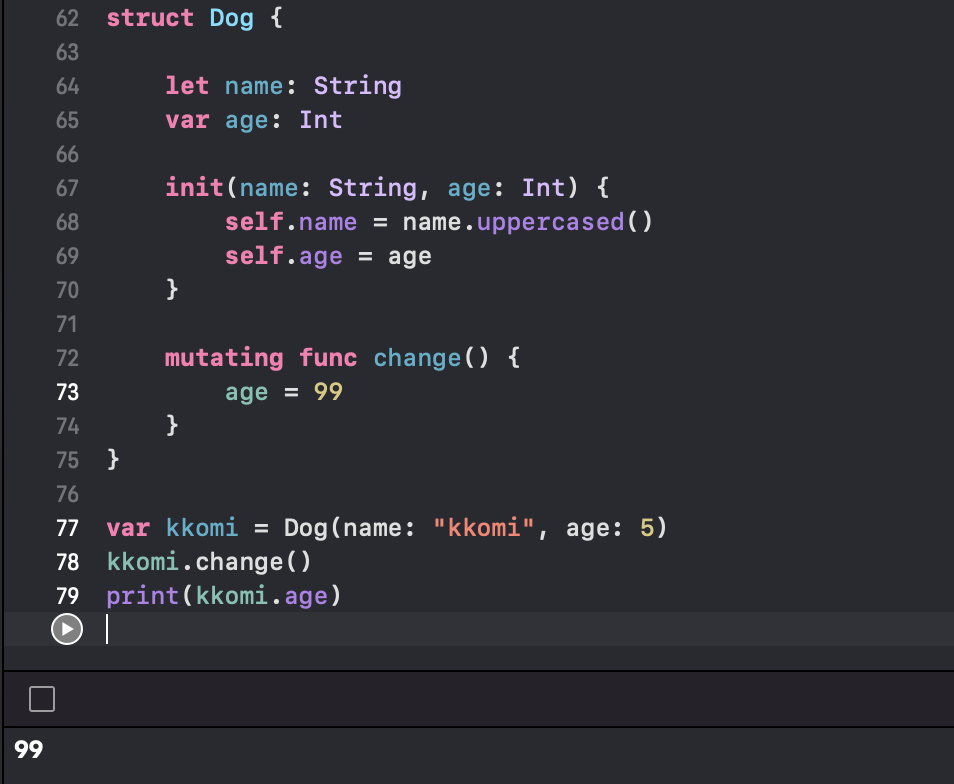 62 struct Dog {
63
64     let name: String
65     var age: Int
66
67     init(name: String, age: Int) {
68         self.name = name.uppercased()
69         self.age = age
70     }
71
72     mutating func change() {
73         age = 99
74     }
75 }
76
77 var kkomi = Dog(name: "kkomi", age: 5)
78 kkomi.change()
79 print(kkomi.age)
99